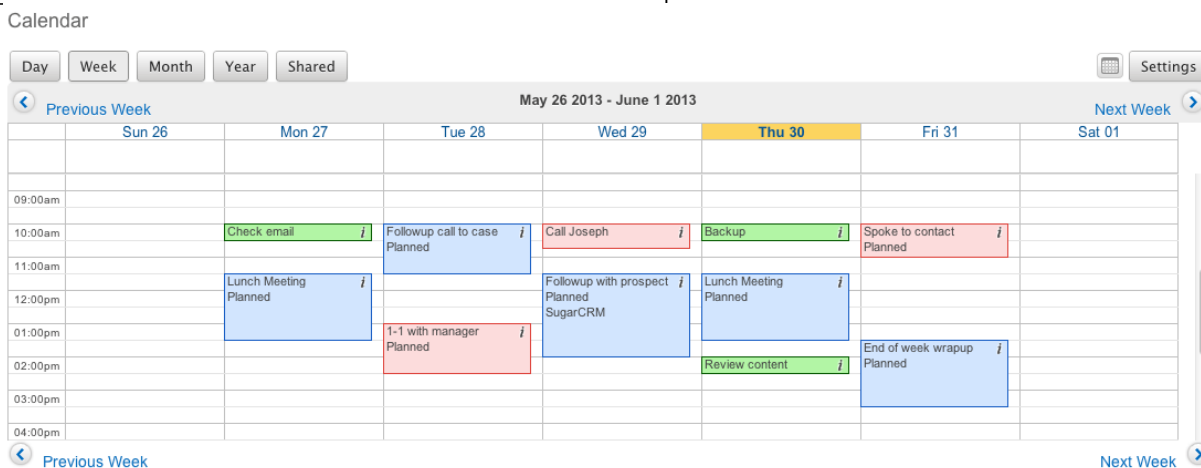 Calendar
Day Week Month Year Shared Settings
Previous Week May 26 2013 - June 1 2013 Next Week
Sun 26 Mon 27 Tue 28 Wed 29 Thu 30 Fri 31 Sat 01
09:00am
10:00am Check email i Followup call to case i Call Joseph i Backup i Spoke to contact i
Planned Planned
11:00am
Lunch Meeting i Followup with prospect i Lunch Meeting i
12:00pm Planned Planned Planned
SugarCRM
01:00pm 1-1 with manager i
Planned End of week wrapup i
02:00pm Review content i Planned
03:00pm
04:00pm
Previous Week Next Week